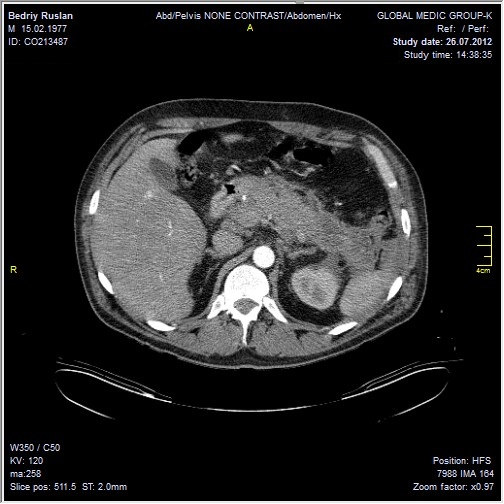 Bedriy Ruslan
M 15.02.1977
ID: CO213487
Abd/Pelvis NONE CONTRAST/Abdomen/Hx
A
GLOBAL MEDIC GROUP-K
Ref: / Perf:
Study date: 26.07.2012
Study time: 14:38:35
R
4cm
W350 / C50
KV: 120
ma:258
Slice pos: 511.5 ST: 2.0mm
Position: HFS
7988 IMA 164
Zoom factor: x0.97